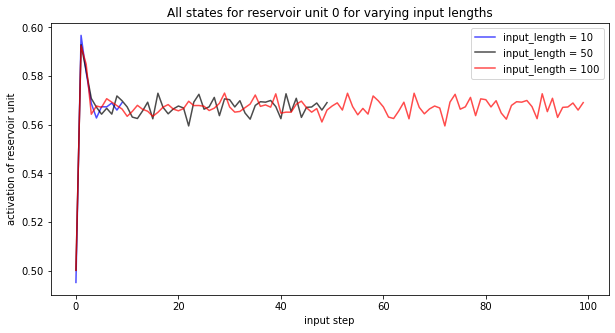 All states for reservoir unit 0 for varying input lengths
input_length = 10
input_length = 50
input_length = 100
activation of reservoir unit
0.60
0.58
0.56
0.54
0.52
0.50
0
20
40
60
80
100
input step